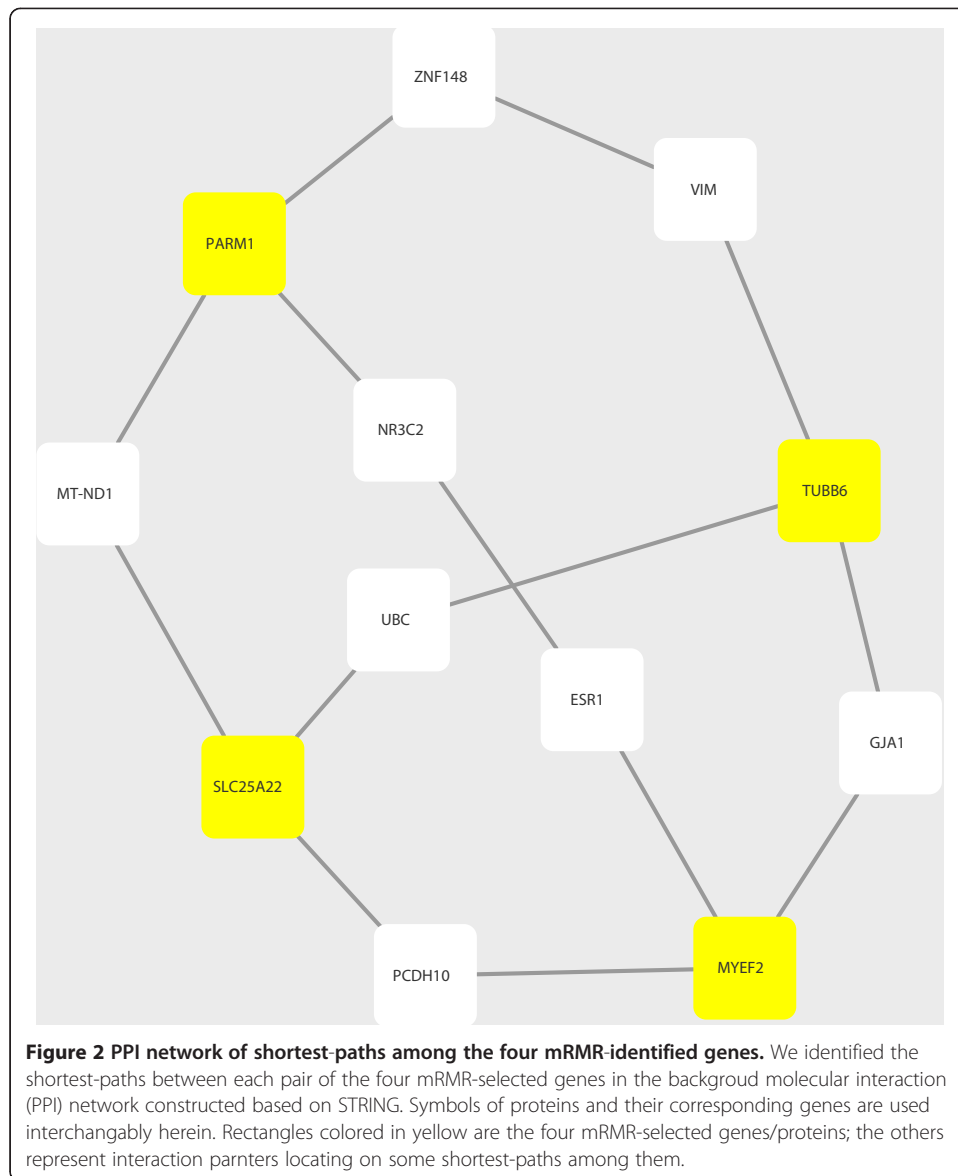 ZNF148
VIM
PARM1
NR3C2
MT-ND1
TUBB6
UBC
ESR1
GJA1
SLC25A22
PCDH10
MYEF2
Figure 2 PPI network of shortest-paths among the four mRMR-identified genes. We identified the
shortest-paths between each pair of the four mRMR-selected genes in the backgroud molecular interaction
(PPI) network constructed based on STRING. Symbols of proteins and their corresponding genes are used
interchangably herein. Rectangles colored in yellow are the four mRMR-selected genes/proteins; the others
represent interaction parnters locating on some shortest-paths among them.